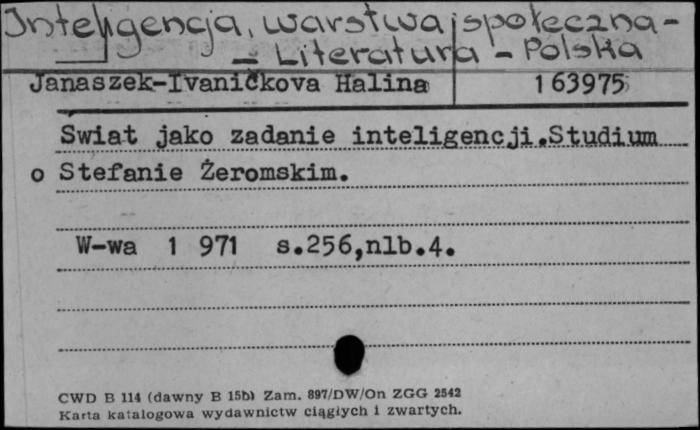 Inteligencja, warstwa społeczna -
- Literatura - Polska
Janaszek-Ivaničkova Halina 163975
Swiat jako zadanie inteligencji.Studium
o Stefanie Żeromskim.
W-wa 1 971 s.256,nlb.4.
CWD B 114 (dawny B 15b) Zam. 897/DW/On ZGG 2542
Karta katalogowa wydawnictw ciągłych i zwartych.